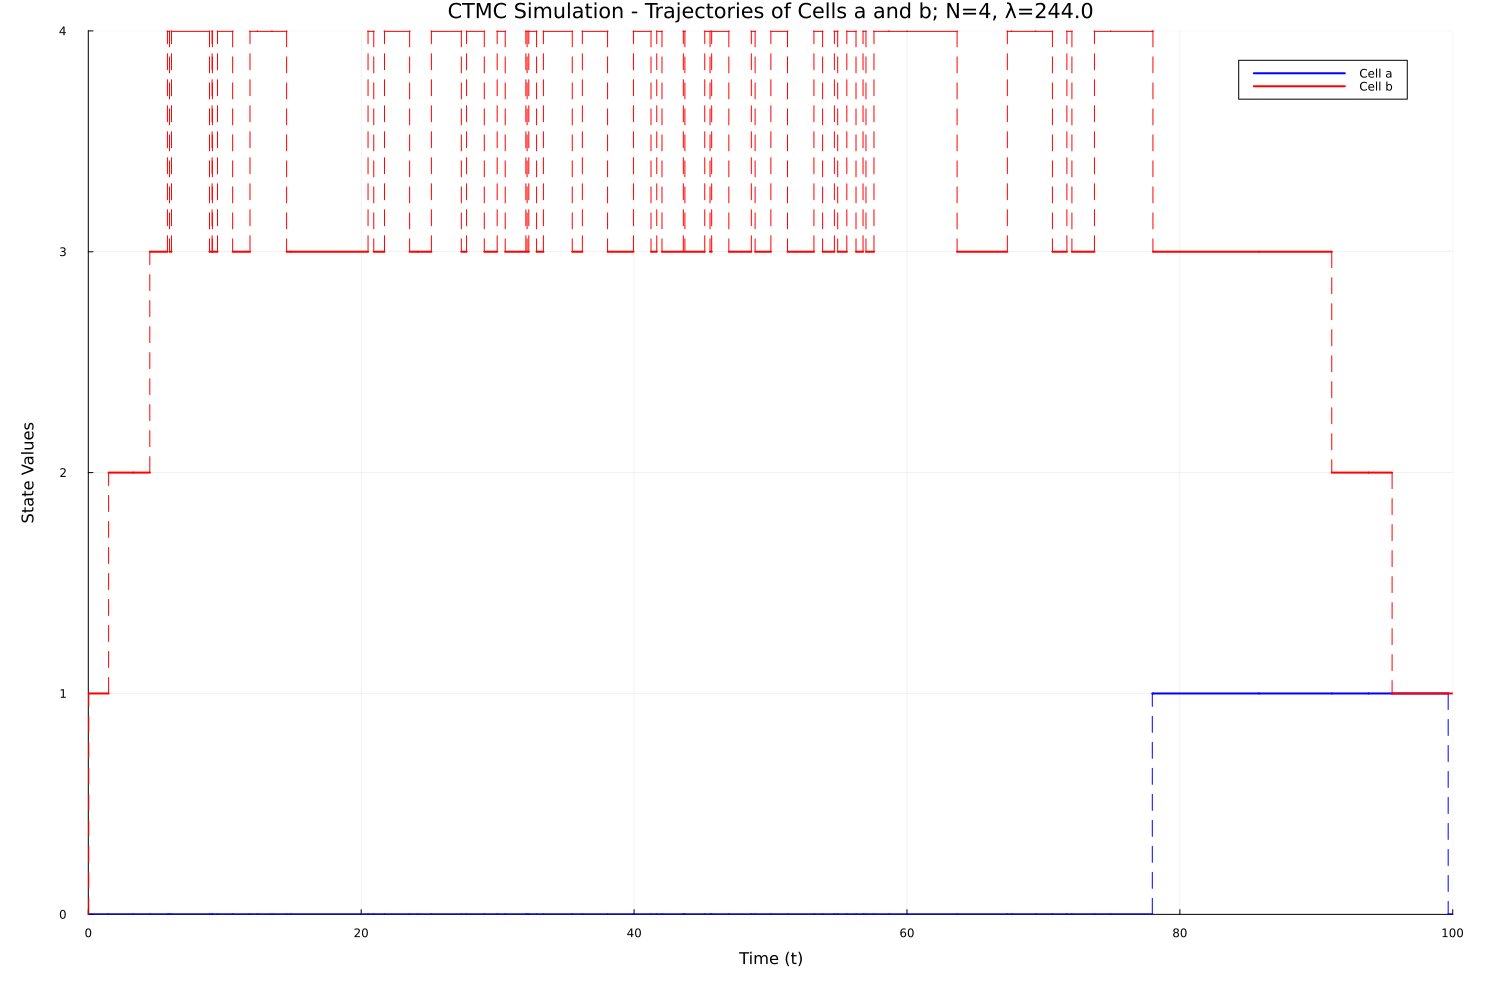 CTMC Simulation - Trajectories of Cells a and b; N=4, λ=244.0
Cell a
Cell b
State Values
4
3
2
1
0
0 20 40 60 80 100
Time (t)